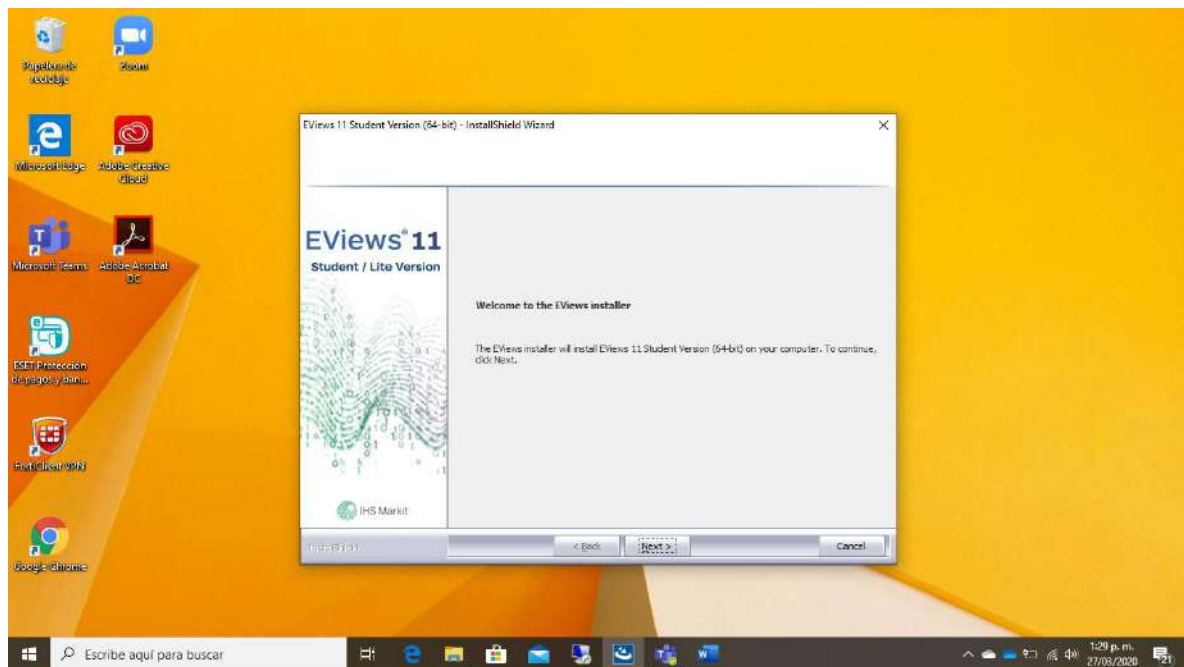 Papelera de
reciclaje
Zoom
Microsoft Edge
Adobe Creative
Cloud
Microsoft Teams
Adobe Acrobat
DC
ESET Protección
de pagos y ban...
FortiClient VPN
Google Chrome
EViews 11 Student Version (64-bit) - InstallShield Wizard
EViews® 11
Student / Lite Version
Welcome to the EViews installer
The EViews installer will install EViews 11 Student Version (64-bit) on your computer. To continue,
click Next.
IHS Markit
InstallShield
< Back
Next >
Cancel
Escribe aquí para buscar
1:29 p. m.
27/03/2020
21